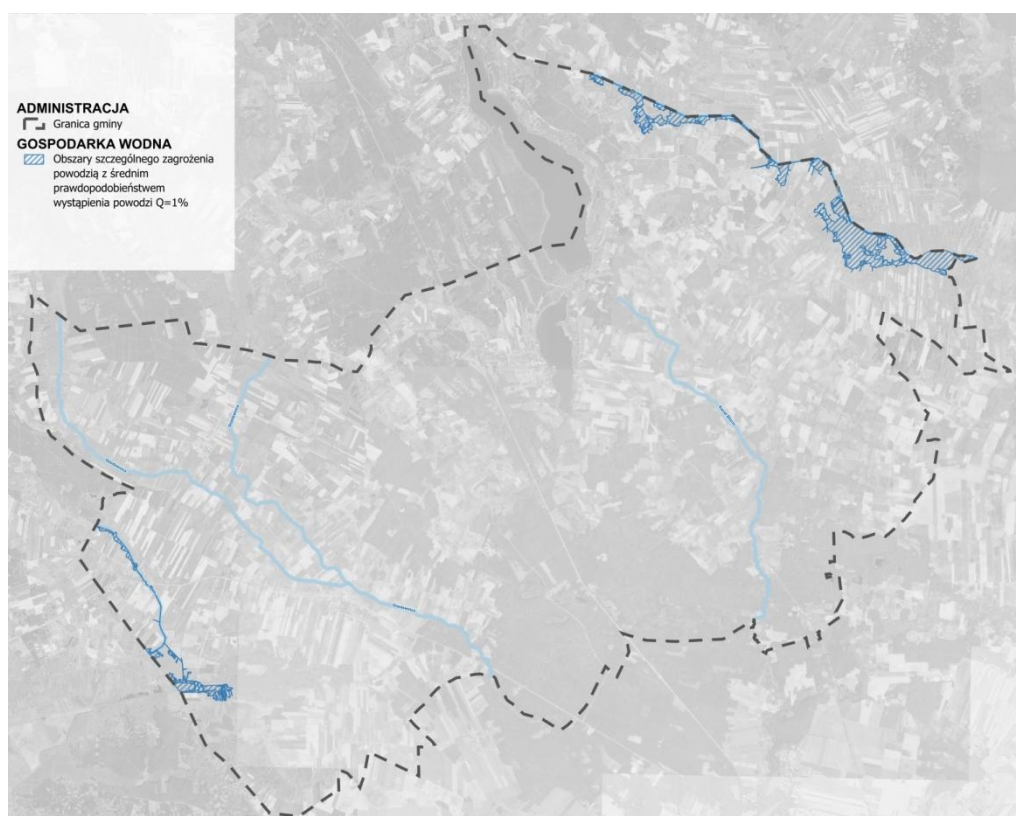 ADMINISTRACJA
Granica gminy
GOSPODARKA WODNA
Obszary szczególnego zagrożenia
powodzią z średnim
prawdopodobieństwem
wystąpienia powodzi Q=1%